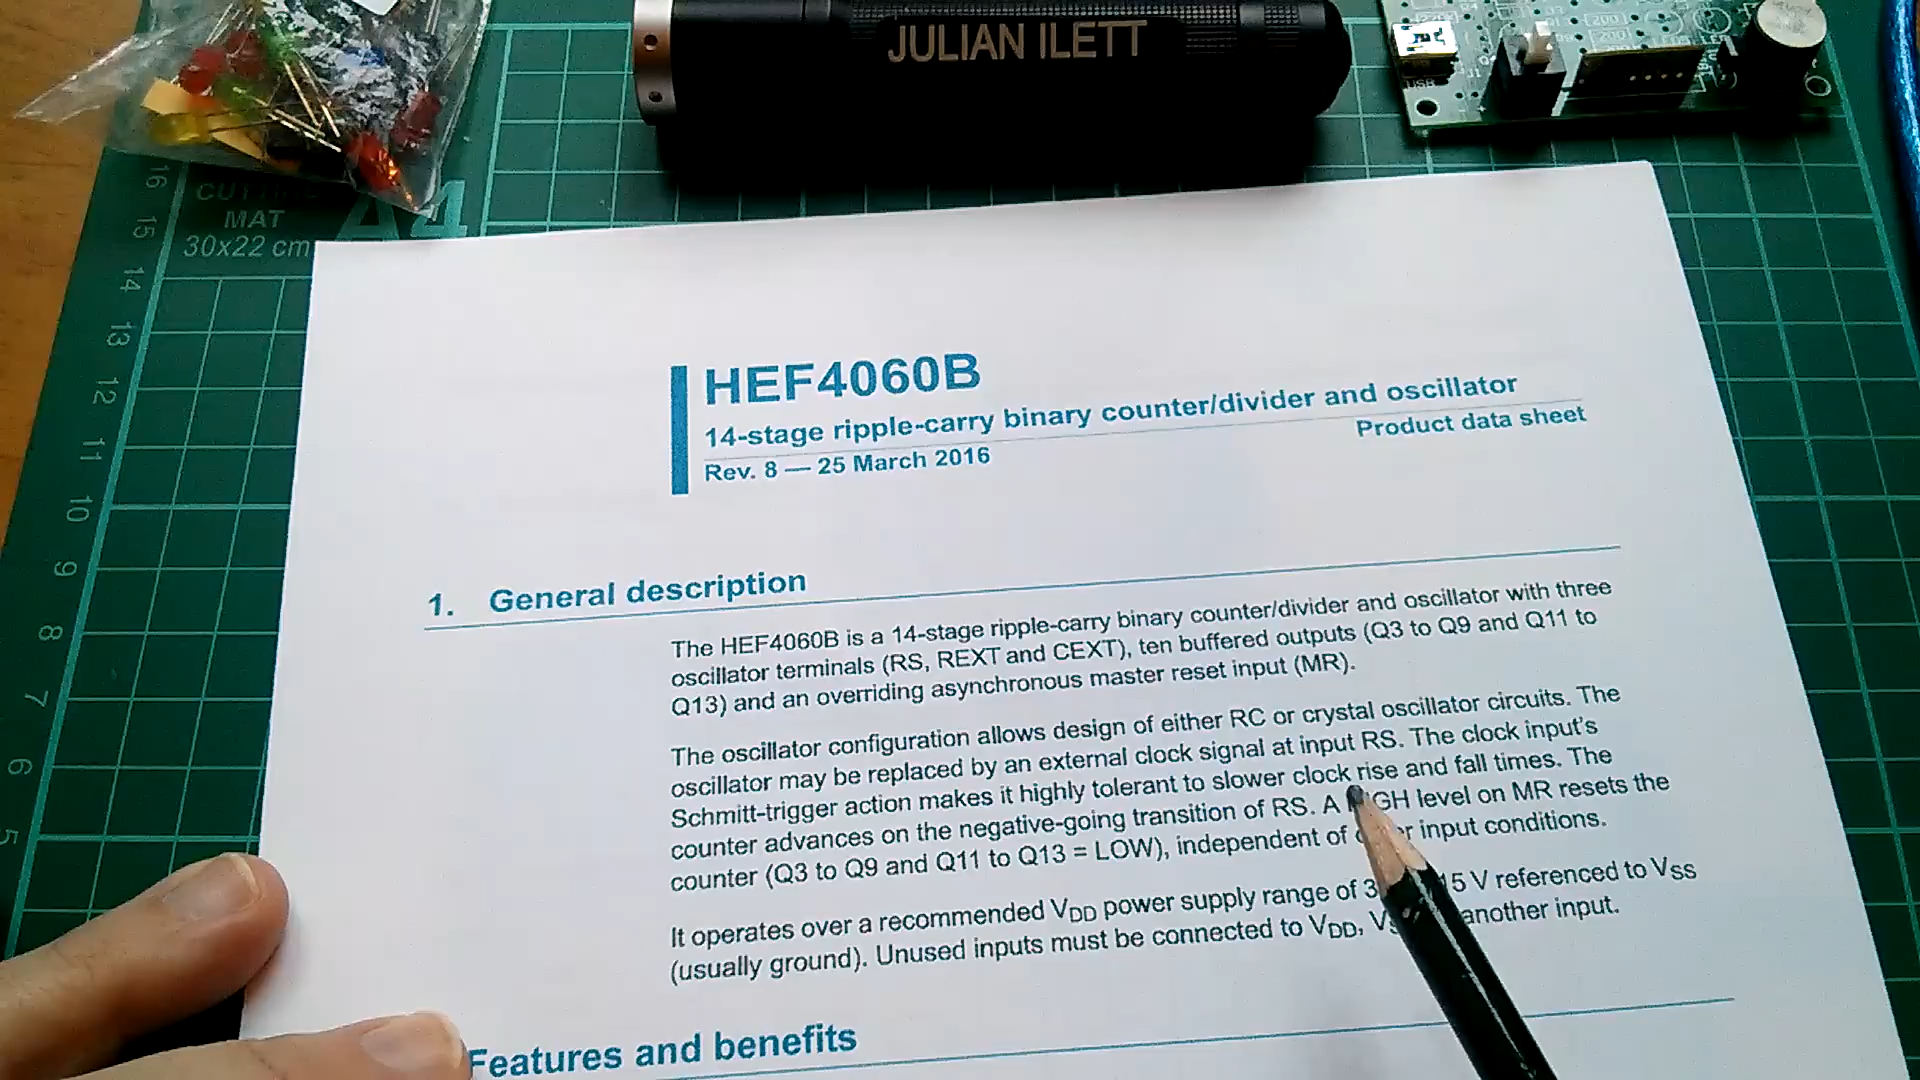 JULIAN ILETT
USB
MAT
30x22 cm
A4
16
15
14
13
12
11
10
9
8
7
6
5
HEF4060B
14-stage ripple-carry binary counter/divider and oscillator
Rev. 8 — 25 March 2016
Product data sheet
1. General description
The HEF4060B is a 14-stage ripple-carry binary counter/divider and oscillator with three
oscillator terminals (RS, REXT and CEXT), ten buffered outputs (Q3 to Q9 and Q11 to
Q13) and an overriding asynchronous master reset input (MR).
The oscillator configuration allows design of either RC or crystal oscillator circuits. The
oscillator may be replaced by an external clock signal at input RS. The clock input's
Schmitt-trigger action makes it highly tolerant to slower clock rise and fall times. The
counter advances on the negative-going transition of RS. A HIGH level on MR resets the
counter (Q3 to Q9 and Q11 to Q13 = LOW), independent of input conditions.
It operates over a recommended VDD power supply range of 3 15 V referenced to VSS
(usually ground). Unused inputs must be connected to VDD, another input.
Features and benefits